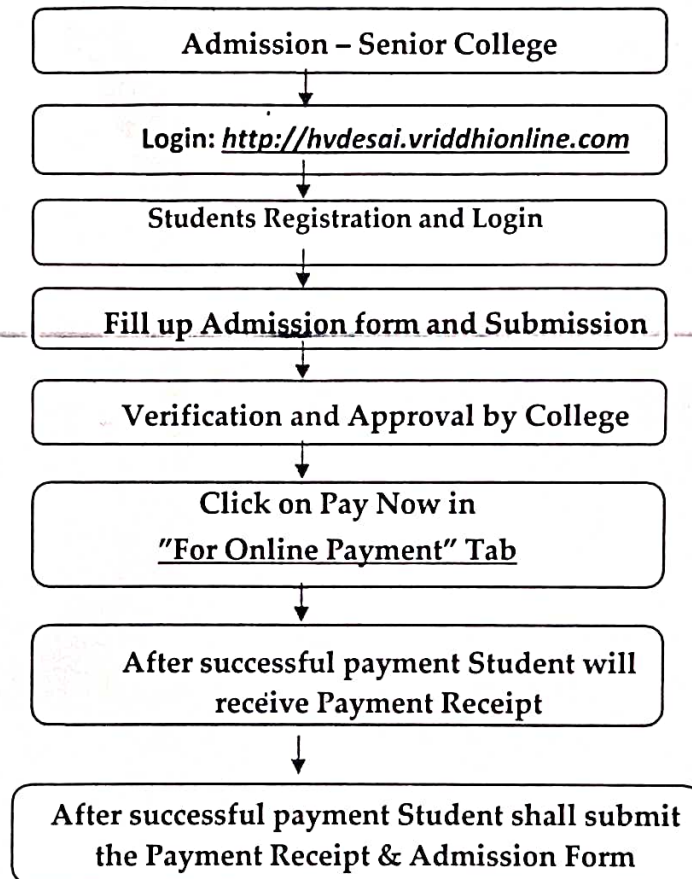 Admission – Senior College
Login: http://hvdesai.vriddhionline.com
Students Registration and Login
Fill up Admission form and Submission
Verification and Approval by College
Click on Pay Now in
"For Online Payment" Tab
After successful payment Student will
receive Payment Receipt
After successful payment Student shall submit
the Payment Receipt & Admission Form